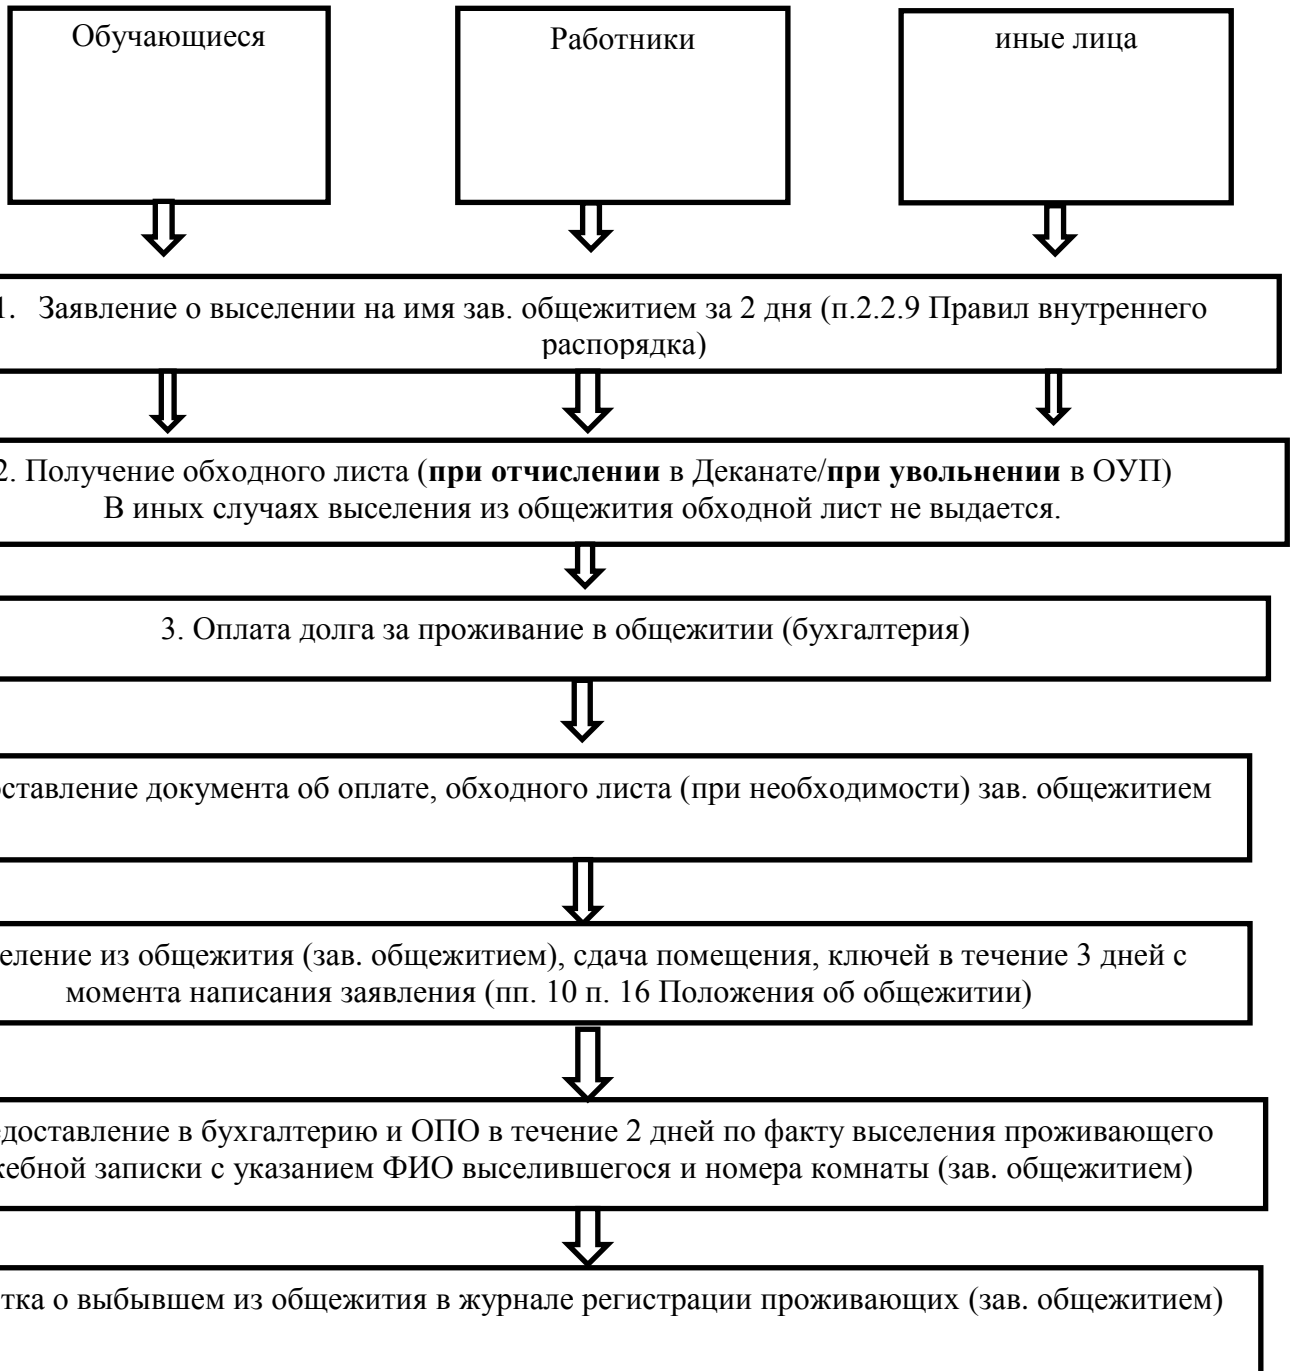 Обучающиеся
Работники
иные лица
1. Заявление о выселении на имя зав. общежитием за 2 дня (п.2.2.9 Правил внутреннего
распорядка)
2. Получение обходного листа (при отчислении в Деканате/при увольнении в ОУП)
В иных случаях выселения из общежития обходной лист не выдается.
3. Оплата долга за проживание в общежитии (бухгалтерия)
документа об оплате, обходного листа (при необходимости) зав. общежитием
из общежития (зав. общежитием), сдача помещения, ключей в течение 3 дней с
момента написания заявления (пп. 10 п. 16 Положения об общежитии)
в бухгалтерию и ОПО в течение 2 дней по факту выселения проживающего
записки с указанием ФИО выселившегося и номера комнаты (зав. общежитием)
о выбывшем из общежития в журнале регистрации проживающих (зав. общежитием)